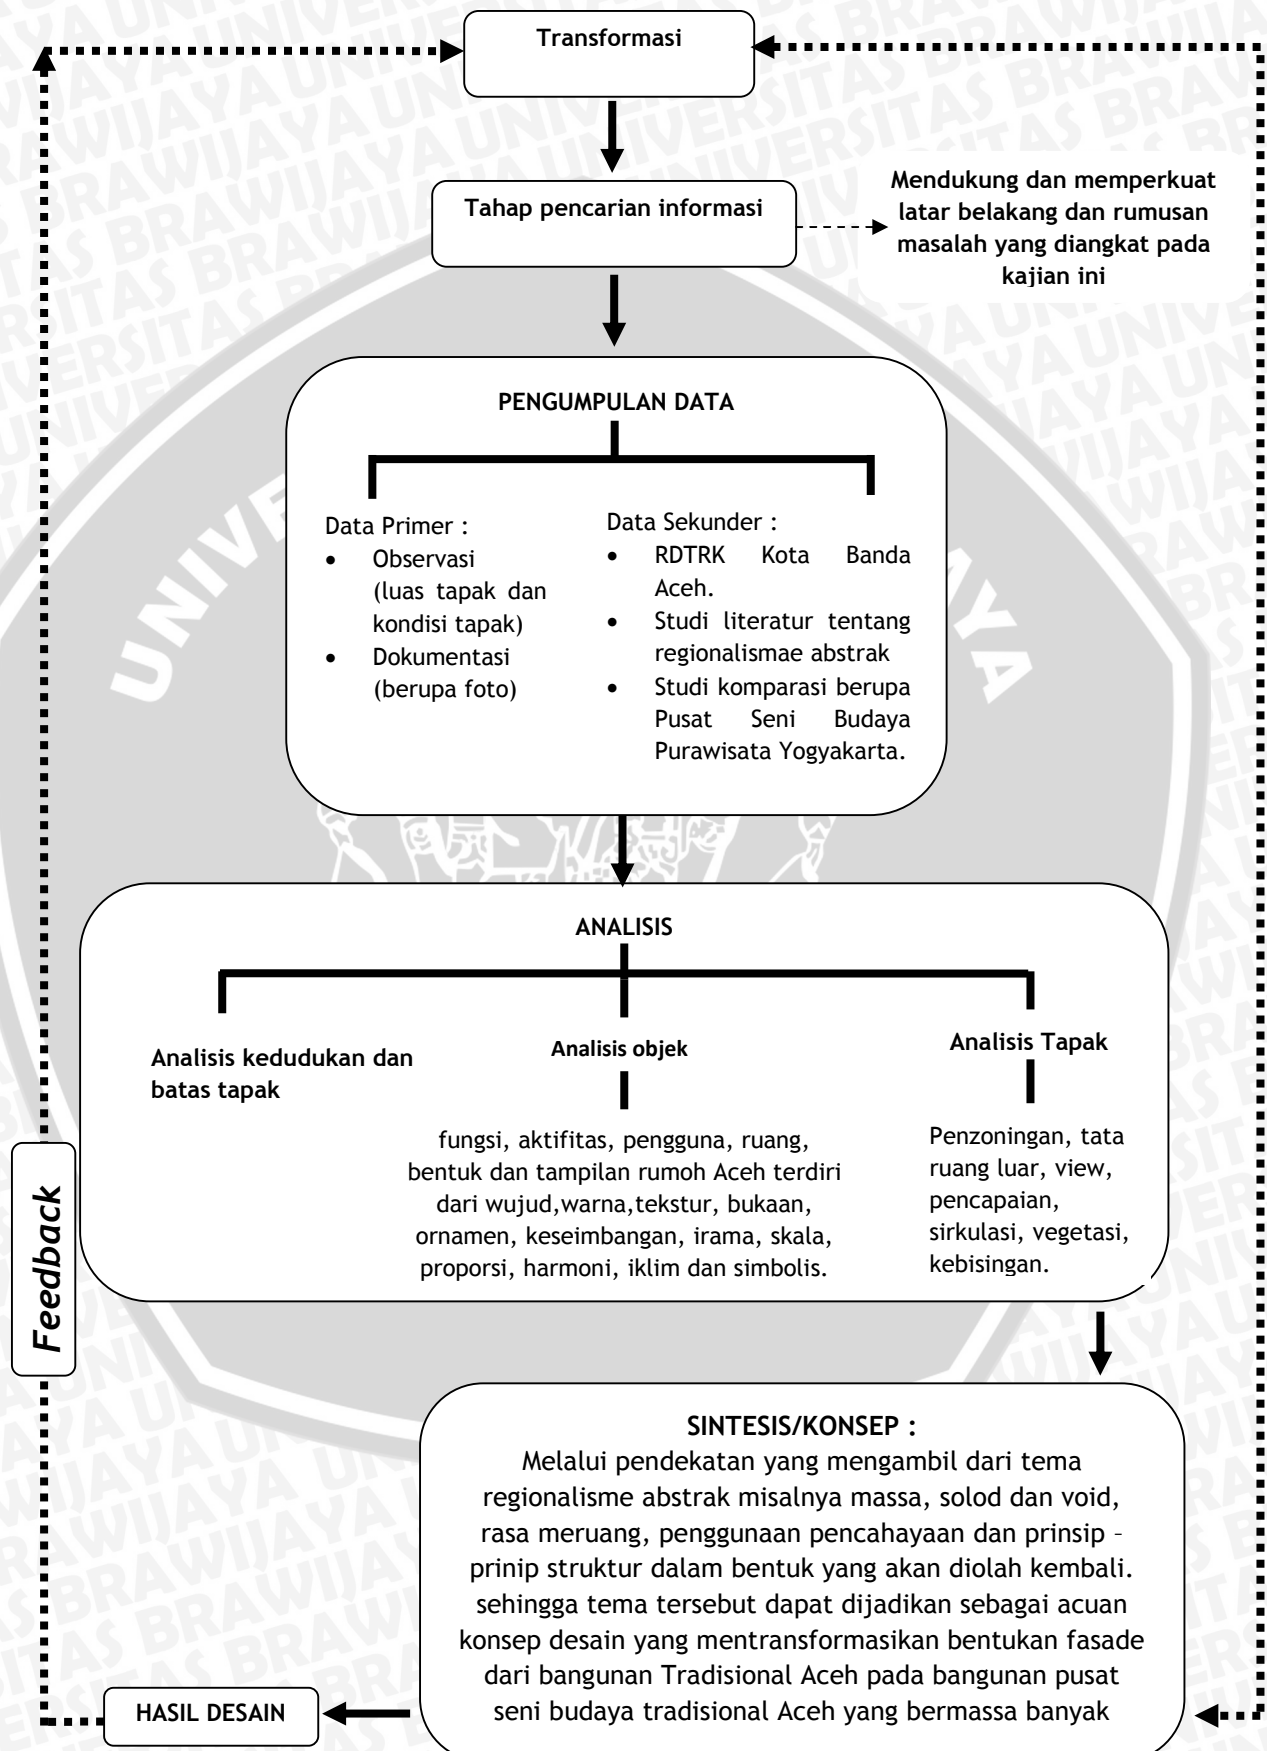 Transformasi
Tahap pencarian informasi
Mendukung dan memperkuat
latar belakang dan rumusan
masalah yang diangkat pada
kajian ini
PENGUMPULAN DATA
Data Primer :
• Observasi
(luas tapak dan
kondisi tapak)
• Dokumentasi
(berupa foto)
Data Sekunder :
• RDTRK Kota Banda
Aceh.
• Studi literatur tentang
regionalismae abstrak
• Studi komparasi berupa
Pusat Seni Budaya
Purawisata Yogyakarta.
ANALISIS
Analisis kedudukan dan
batas tapak
Analisis objek
fungsi, aktifitas, pengguna, ruang,
bentuk dan tampilan rumoh Aceh terdiri
dari wujud,warna,tekstur, bukaan,
ornamen, keseimbangan, irama, skala,
proporsi, harmoni, iklim dan simbolis.
Analisis Tapak
Penzoningan, tata
ruang luar, view,
pencapaian,
sirkulasi, vegetasi,
kebisingan.
Feedback
SINTESIS/KONSEP :
Melalui pendekatan yang mengambil dari tema
regionalisme abstrak misalnya massa, solod dan void,
rasa meruang, penggunaan pencahayaan dan prinsip –
prinip struktur dalam bentuk yang akan diolah kembali.
sehingga tema tersebut dapat dijadikan sebagai acuan
konsep desain yang mentransformasikan bentukan fasade
dari bangunan Tradisional Aceh pada bangunan pusat
seni budaya tradisional Aceh yang bermassa banyak
HASIL DESAIN